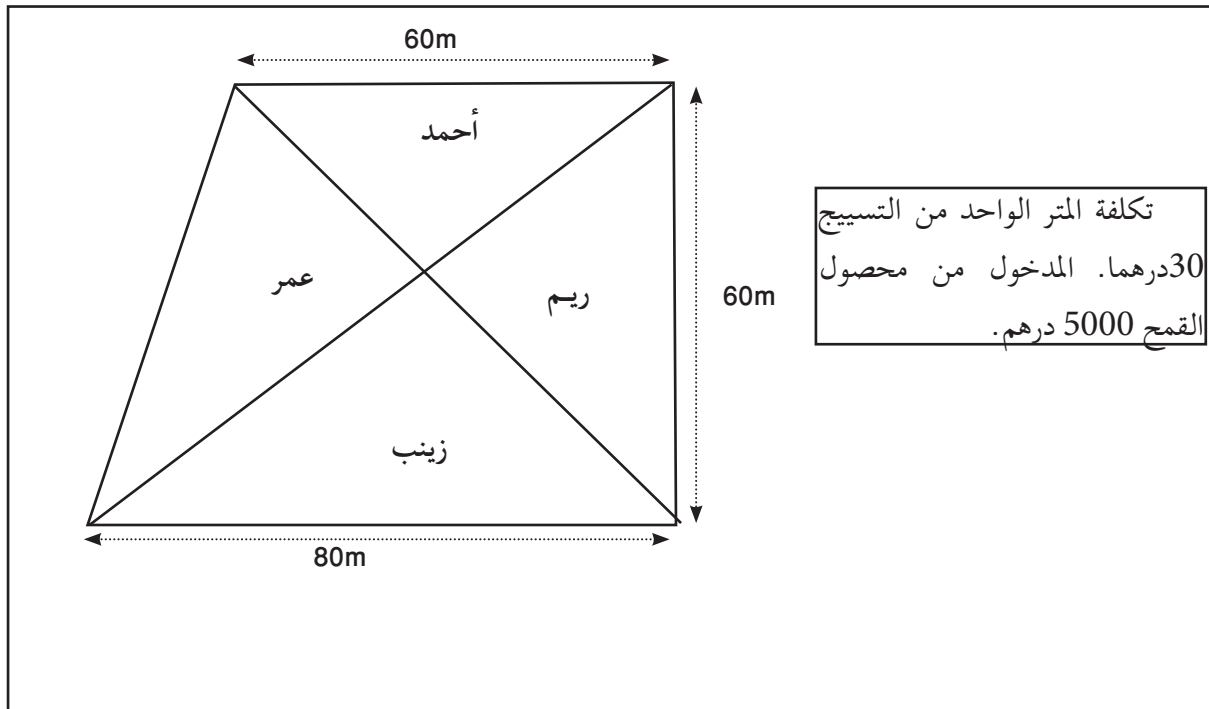 60m
أحمد
عمر
ريم
60m
زينب
80m
تكلفة المتر الواحد من التسييج
30درهما. المدخول من محصول
القمح 5000 درهم.